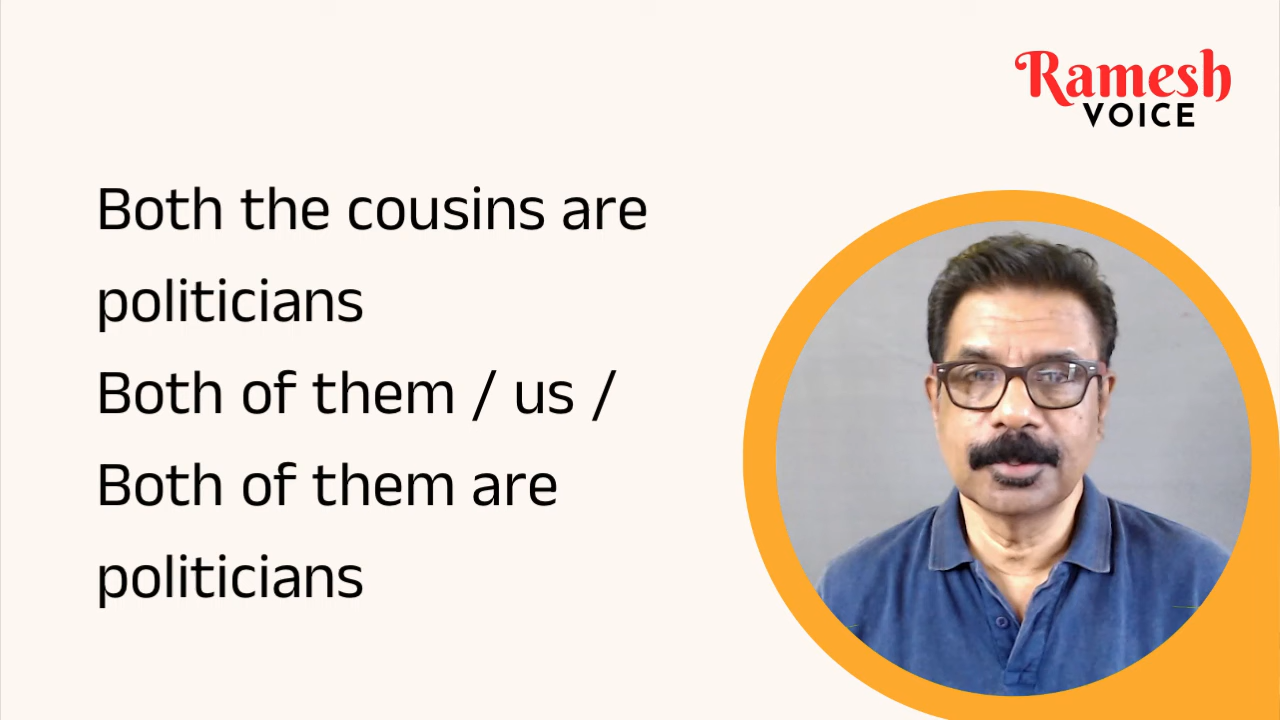 Ramesh
VOICE
Both the cousins are
politicians
Both of them / us /
Both of them are
politicians